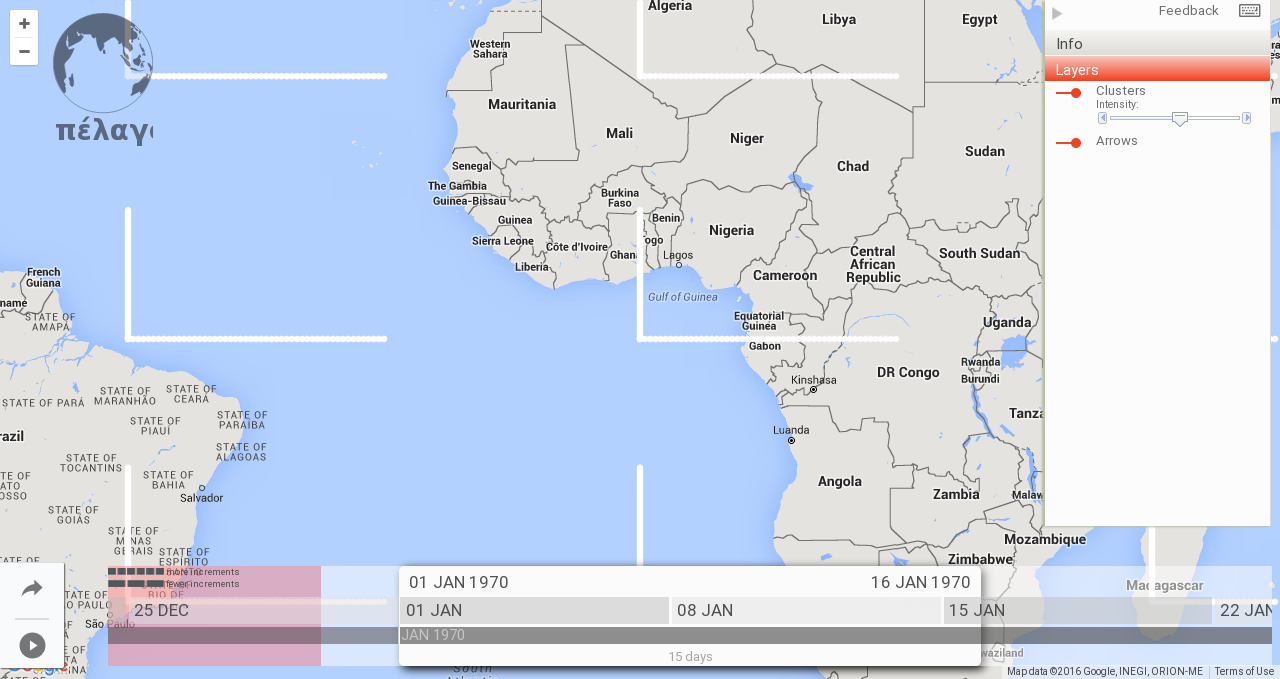 +
−
πέλαγο
Algeria
Libya
Egypt
Western
Sahara
Mauritania
Mali
Niger
Chad
Sudan
Senegal
The Gambia
Guinea-Bissau
Guinea
Sierra Leone
Liberia
Côte d'Ivoire
Burkina
Faso
Ghana
Togo
Benin
Nigeria
Lagos
Cameroon
Central
African
Republic
South Sudan
Gulf of Guinea
Equatorial
Guinea
Gabon
Uganda
Rwanda
Burundi
DR Congo
Kinshasa
Luanda
Tanza
Angola
Zambia
Malaw
Mozambique
Zimbabwe
Madagascar
waziland
French
Guiana
name
STATE OF
AMAPÁ
STATE OF PARÁ
STATE OF
MARANHÃO
STATE OF
CEARÁ
STATE OF
PIAUÍ
STATE OF
PARAÍBA
STATE OF
ALAGOAS
razil
STATE OF
TOCANTINS
STATE OF
BAHIA
Salvador
STATE OF
GOIÁS
STATE OF
MINAS
GERAIS
STATE OF
ESPÍRITO
SANTO
STATE OF
RIO DE
São Paulo
South
Atlantic
Feedback
Info
Layers
Clusters
Intensity:
Arrows
more increments
fewer increments
25 DEC
01 JAN 1970
16 JAN 1970
01 JAN
08 JAN
15 JAN
22 JAN
JAN 1970
15 days
Map data ©2016 Google, INEGI, ORION-ME
Terms of Use